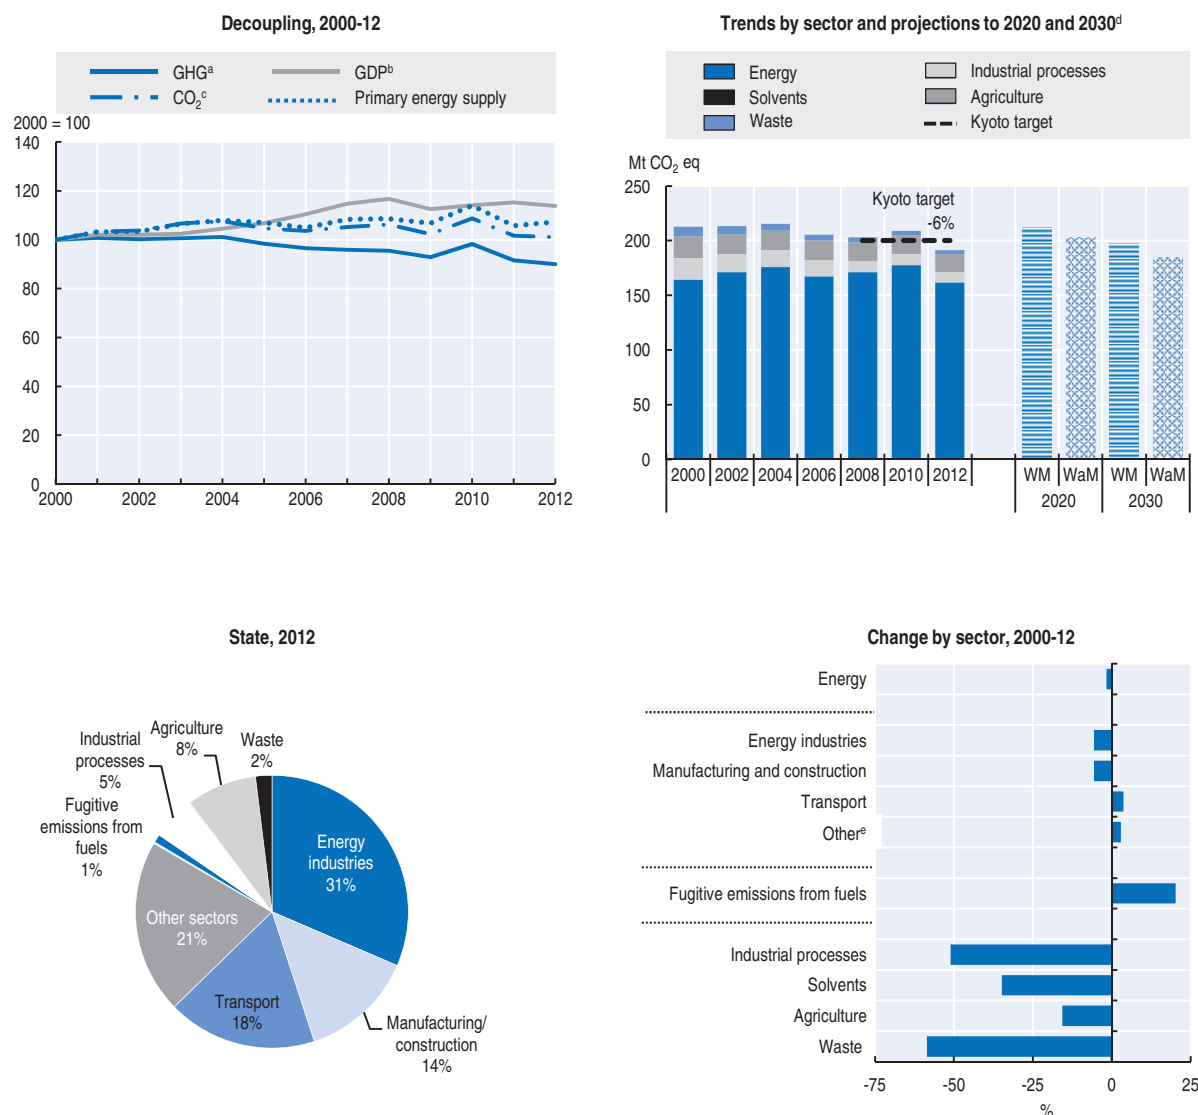 Decoupling, 2000-12
GHGᵃ
GDPᵇ
CO₂ᶜ
Primary energy supply
2000 = 100
140
120
100
80
60
40
20
0
2000
2002
2004
2006
2008
2010
2012
Trends by sector and projections to 2020 and 2030ᵈ
Energy
Industrial processes
Solvents
Agriculture
Waste
Kyoto target
Mt CO₂ eq
250
200
150
100
50
0
Kyoto target
-6%
2000
2002
2004
2006
2008
2010
2012
WM
WaM
WM
WaM
2020
2030
State, 2012
Agriculture
8%
Waste
2%
Industrial
processes
5%
Fugitive
emissions from
fuels
1%
Energy
industries
31%
Other sectors
21%
Transport
18%
Manufacturing/
construction
14%
Change by sector, 2000-12
Energy
Energy industries
Manufacturing and construction
Transport
Otherᵉ
Fugitive emissions from fuels
Industrial processes
Solvents
Agriculture
Waste
-75
-50
-25
0
25
%